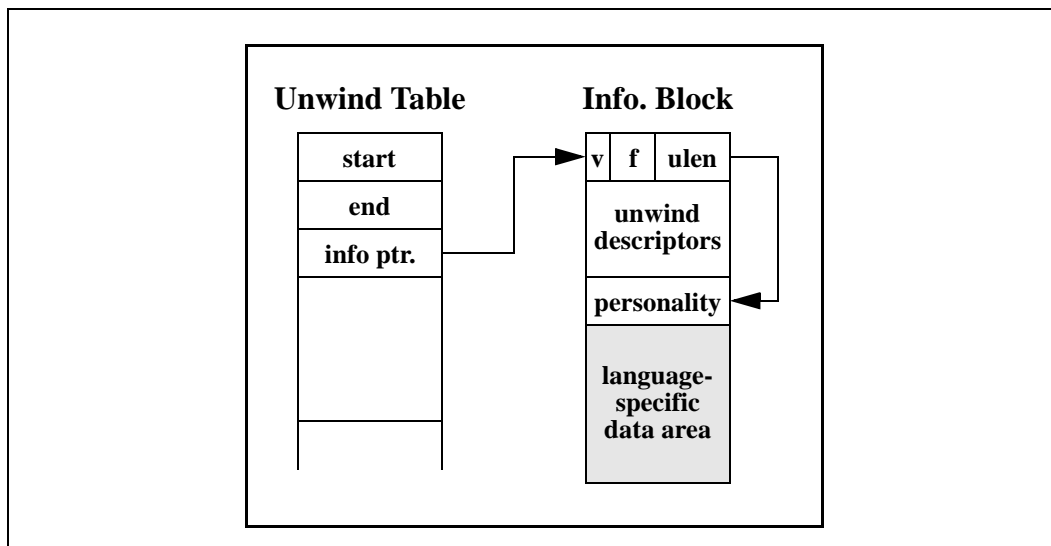 Unwind Table
start
end
info ptr.
Info. Block
v f ulen
unwind
descriptors
personality
language-
specific
data area